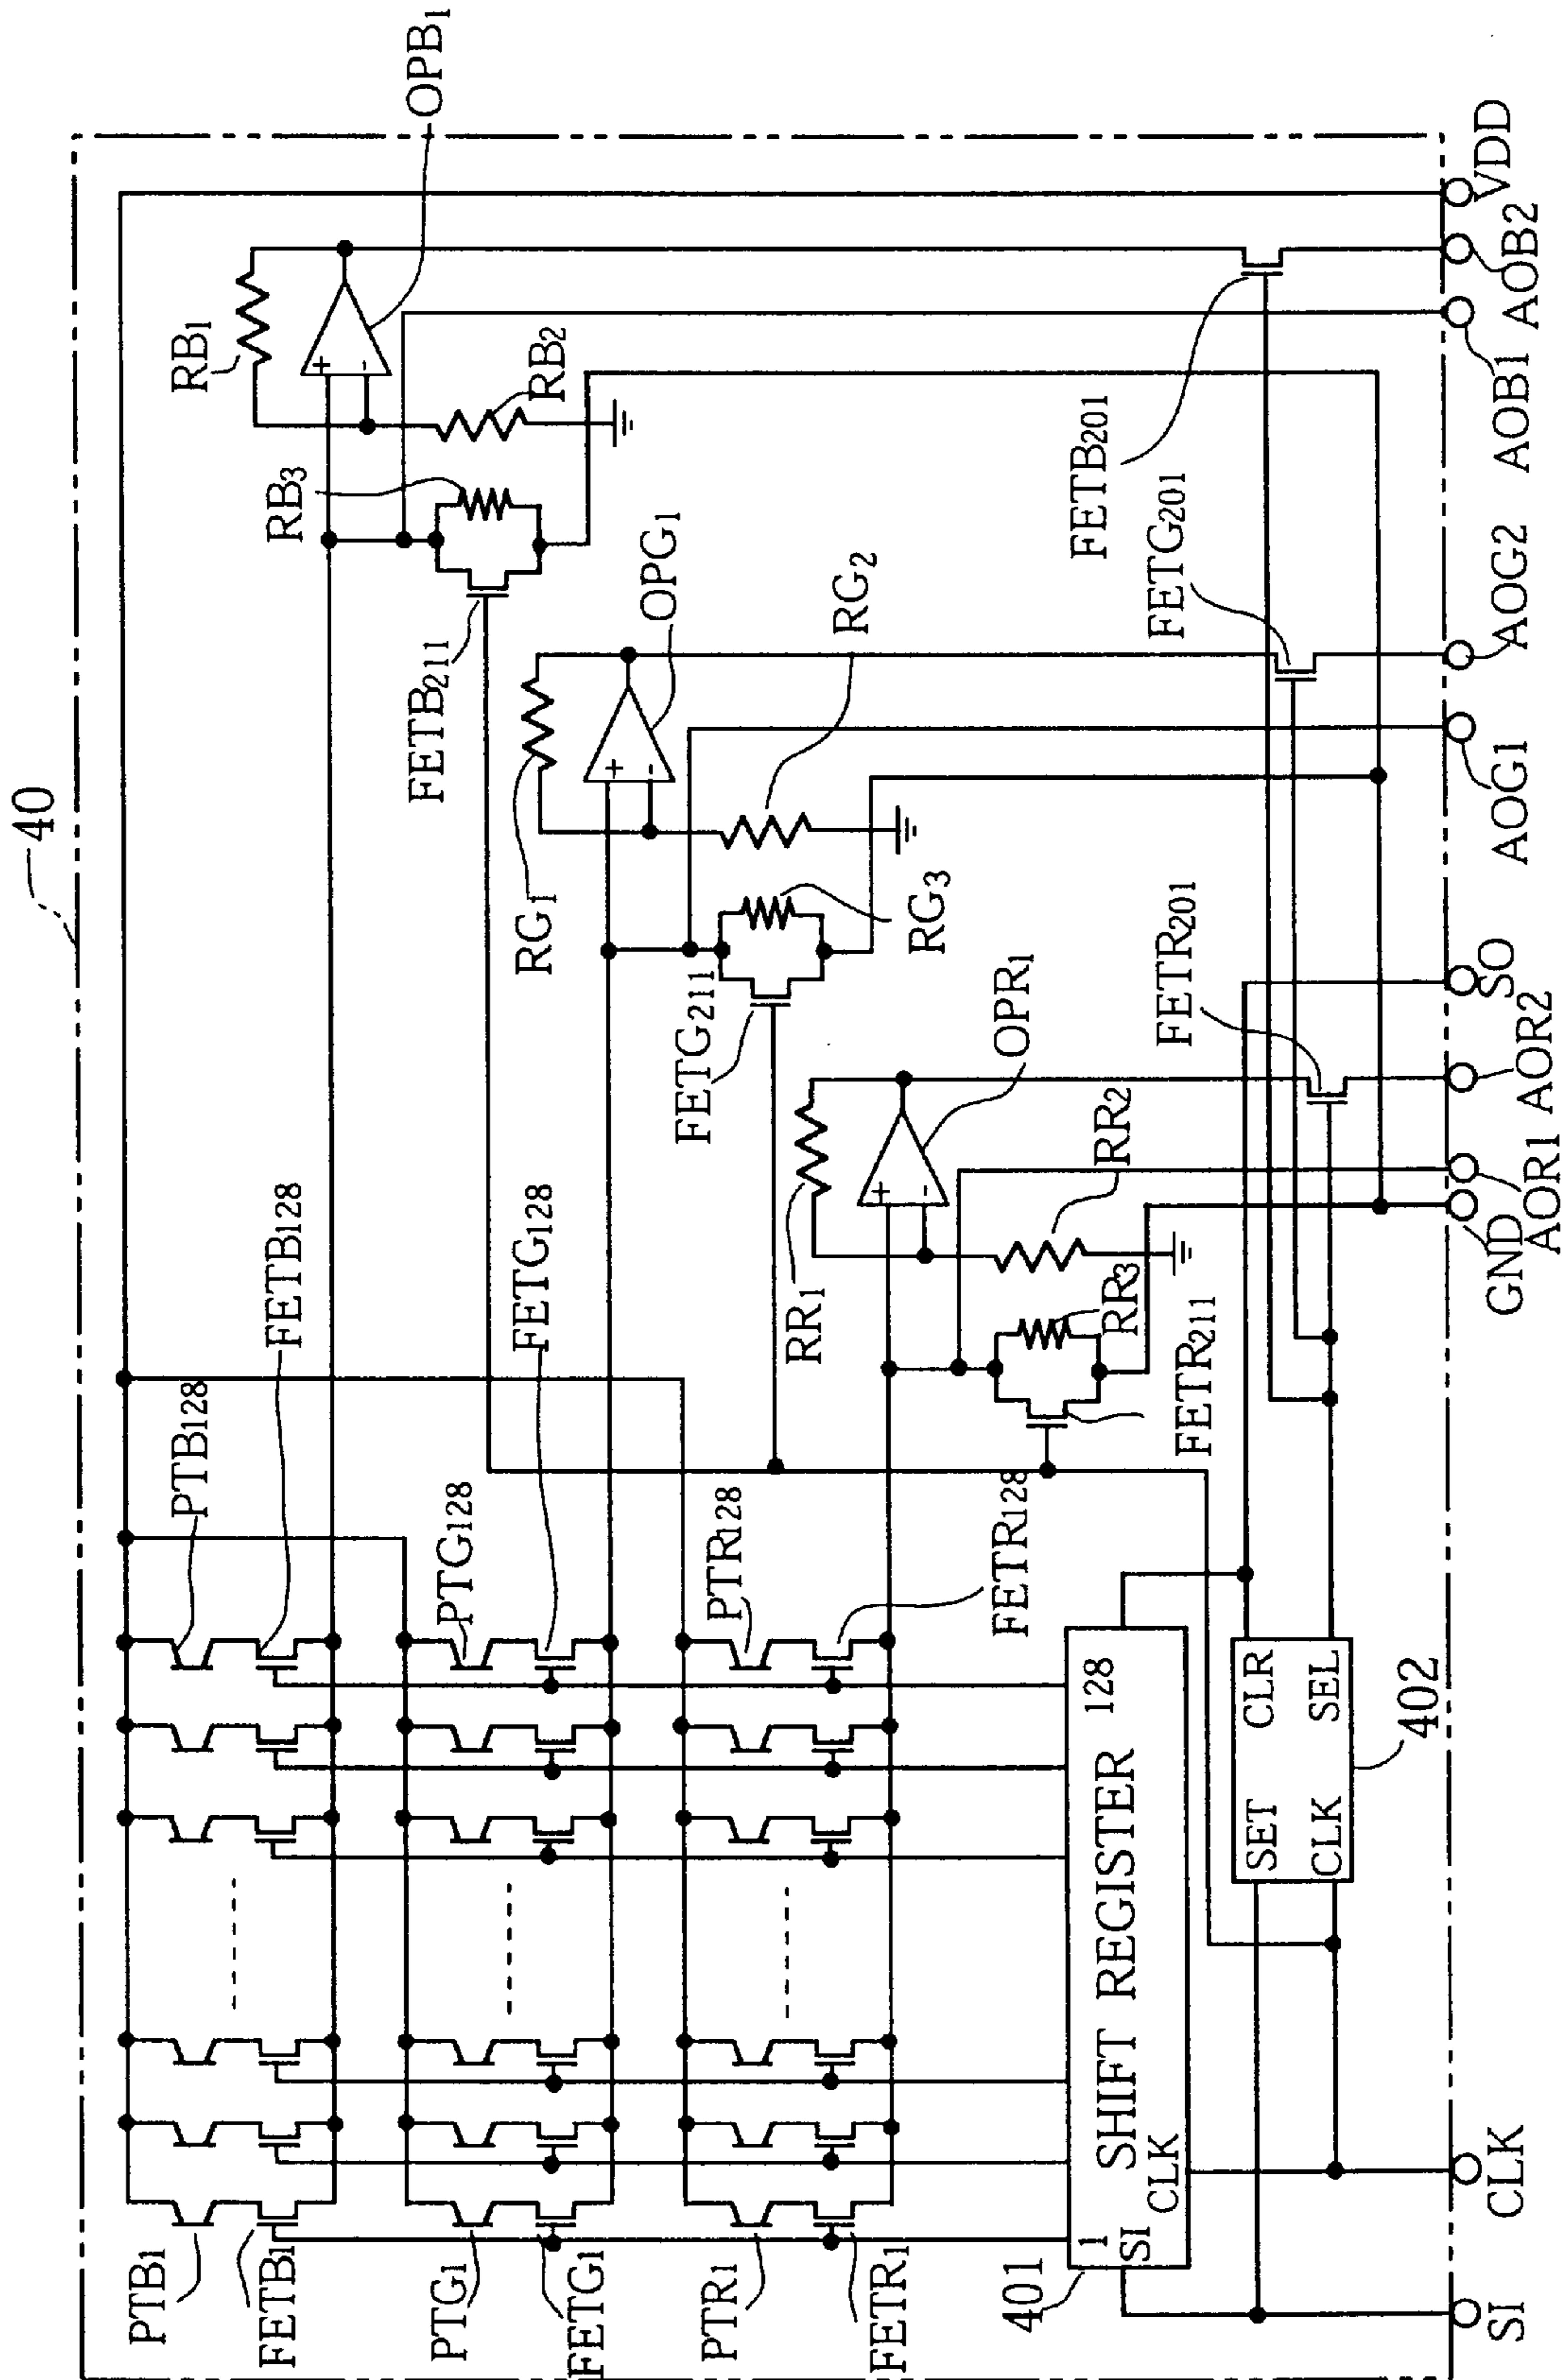 40
PTB1
FETB1
PTB128
FETB128
RB1
OPB1
RB2
RB3
FETB211
PTG1
FETG1
PTG128
FETG128
RG1
OPG1
RG2
RG3
FETG211
PTR1
FETR1
PTR128
FETR128
RR1
OPR1
RR2
RR3
FETR211
+
-
+
-
+
-
401
1
128
SHIFT REGISTER
SI
CLK
SET
CLR
CLK
SEL
402
FETR201
FETG201
FETB201
SI
CLK
GND
AOR1
AOR2
SO
AOG1
AOG2
AOB1
AOB2
VDD